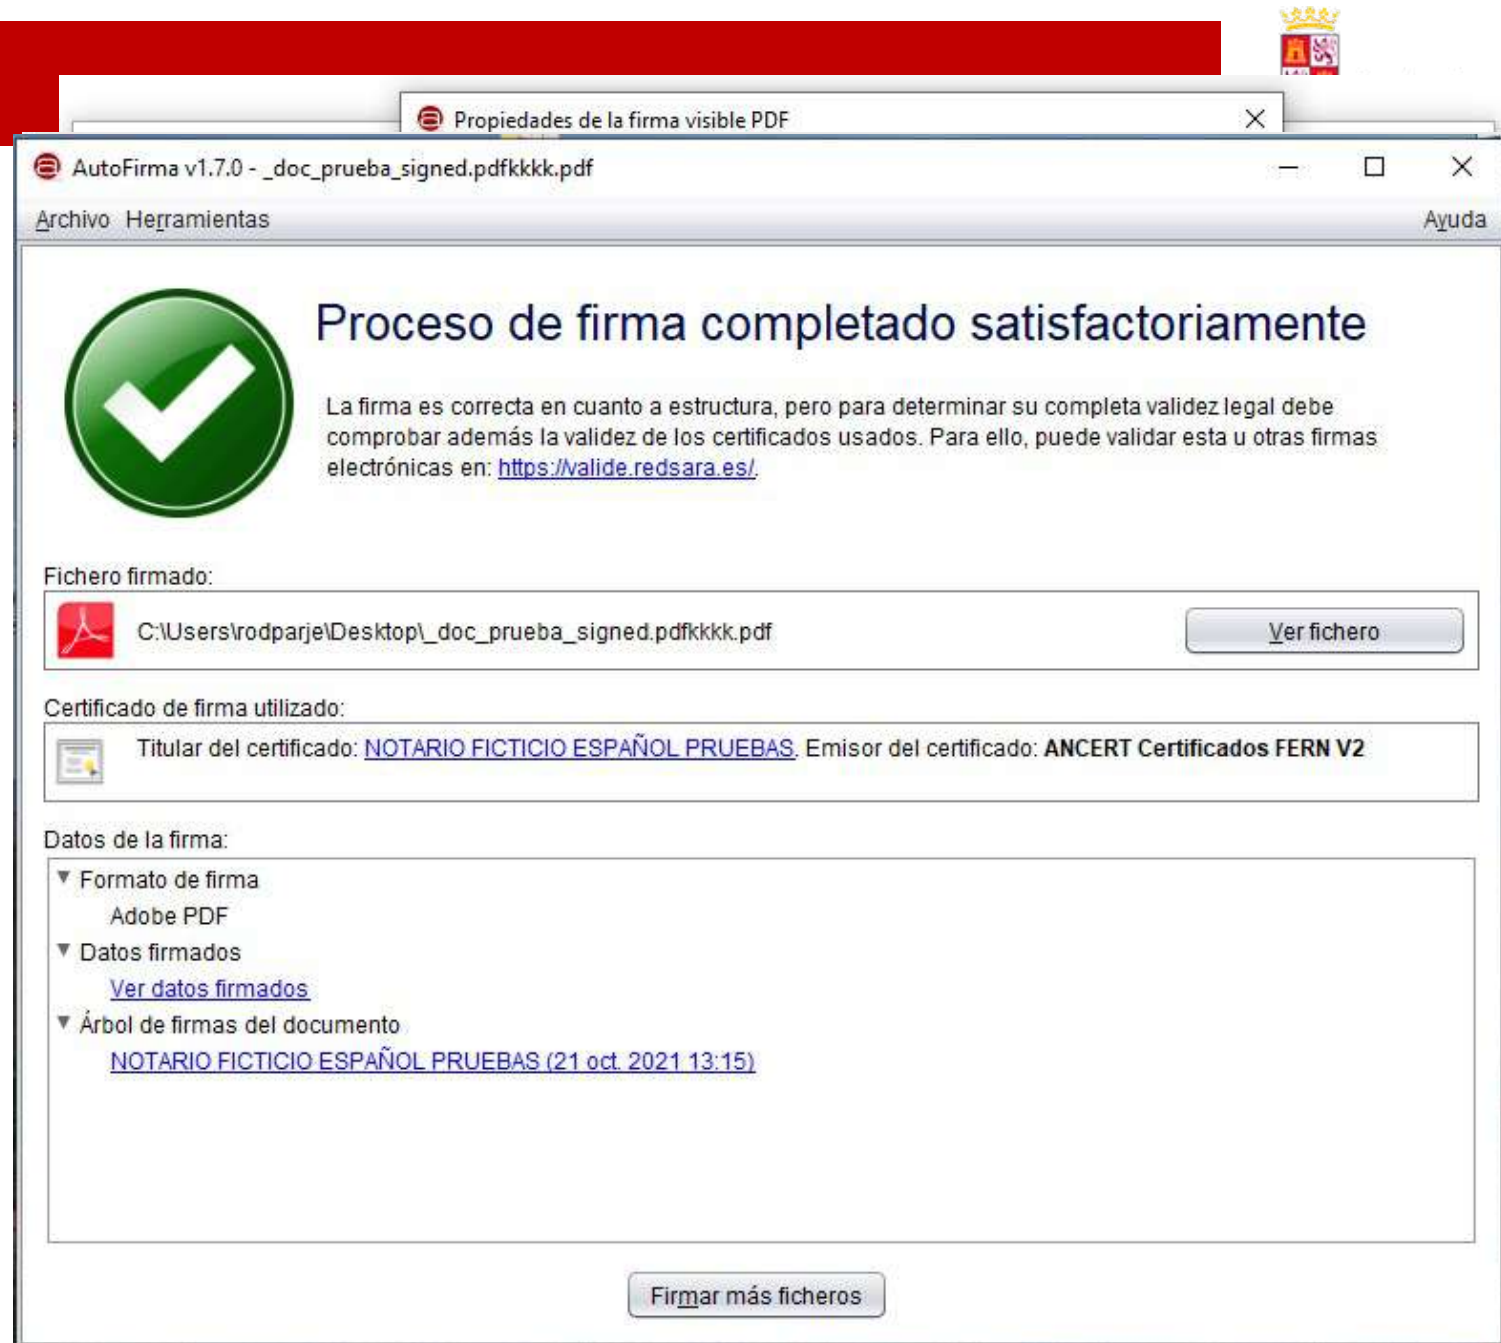 Propiedades de la firma visible PDF
AutoFirma v1.7.0 - _doc_prueba_signed.pdfkkkk.pdf
Archivo Herramientas Ayuda
Proceso de firma completado satisfactoriamente
La firma es correcta en cuanto a estructura, pero para determinar su completa validez legal debe
comprobar además la validez de los certificados usados. Para ello, puede validar esta u otras firmas
electrónicas en: https://valide.redsara.es/.
Fichero firmado:
C:\Users\rodparje\Desktop\_doc_prueba_signed.pdfkkkk.pdf Ver fichero
Certificado de firma utilizado:
Titular del certificado: NOTARIO FICTICIO ESPAÑOL PRUEBAS. Emisor del certificado: ANCERT Certificados FERN V2
Datos de la firma:
Formato de firma
Adobe PDF
Datos firmados
Ver datos firmados
Árbol de firmas del documento
NOTARIO FICTICIO ESPAÑOL PRUEBAS (21 oct. 2021 13:15)
Firmar más ficheros